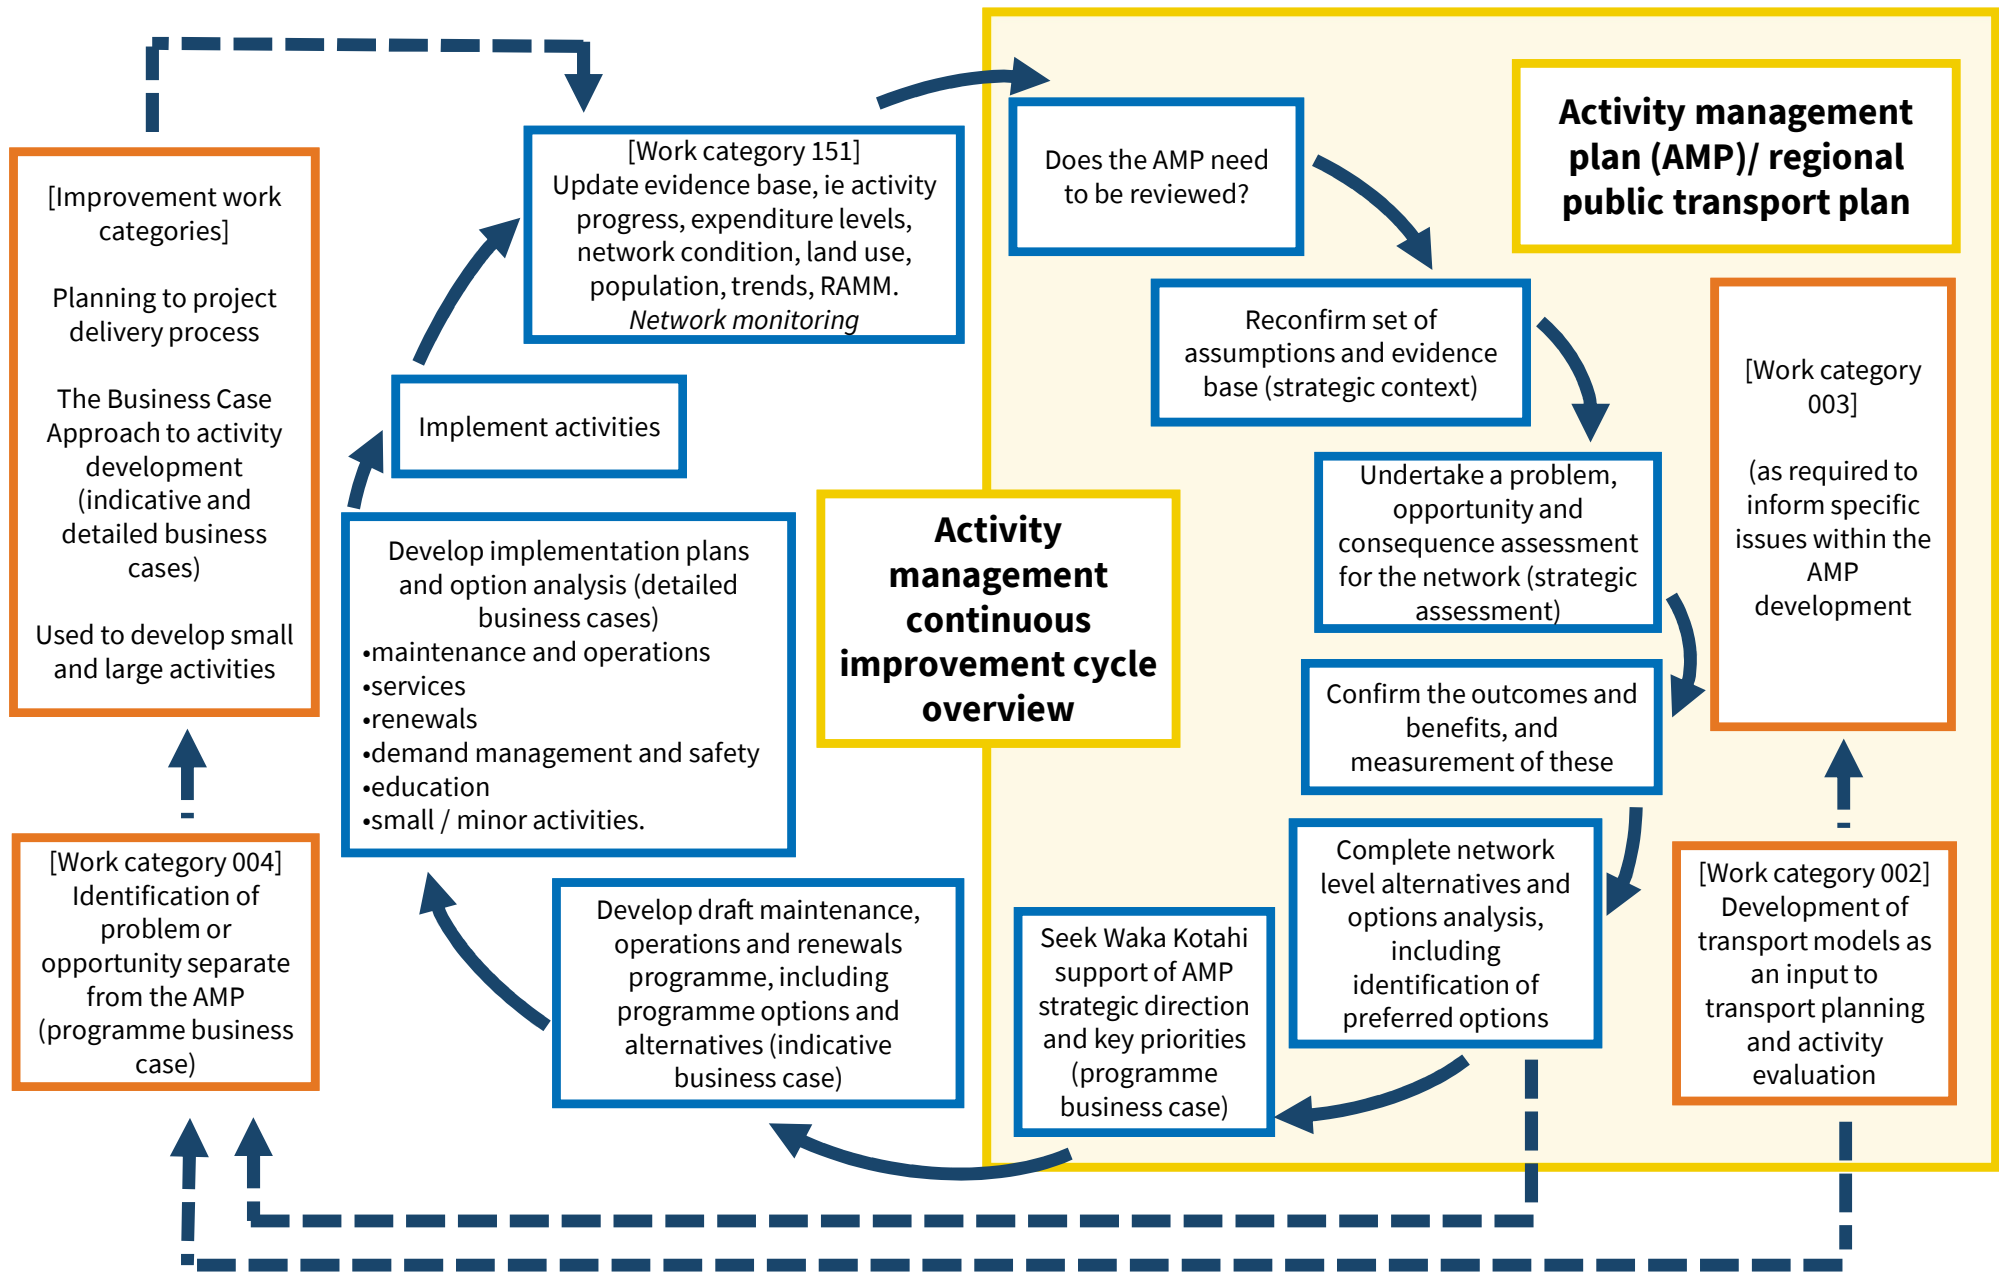 Activity management
plan (AMP)/ regional
public transport plan
[Work category 151]
Update evidence base, ie activity
progress, expenditure levels,
network condition, land use,
population, trends, RAMM.
Network monitoring
Does the AMP need
to be reviewed?
Reconfirm set of
assumptions and evidence
base (strategic context)
Undertake a problem,
opportunity and
consequence assessment
for the network (strategic
assessment)
Confirm the outcomes and
benefits, and
measurement of these
Complete network
level alternatives and
options analysis,
including
identification of
preferred options
Seek Waka Kotahi
support of AMP
strategic direction
and key priorities
(programme
business case)
Develop draft maintenance,
operations and renewals
programme, including
programme options and
alternatives (indicative
business case)
Develop implementation plans
and option analysis (detailed
business cases)
•maintenance and operations
•services
•renewals
•demand management and safety
•education
•small / minor activities.
Implement activities
Activity
management
continuous
improvement cycle
overview
[Improvement work
categories]
Planning to project
delivery process
The Business Case
Approach to activity
development
(indicative and
detailed business
cases)
Used to develop small
and large activities
[Work category 004]
Identification of
problem or
opportunity separate
from the AMP
(programme business
case)
[Work category
003]
(as required to
inform specific
issues within the
AMP
development
[Work category 002]
Development of
transport models as
an input to
transport planning
and activity
evaluation